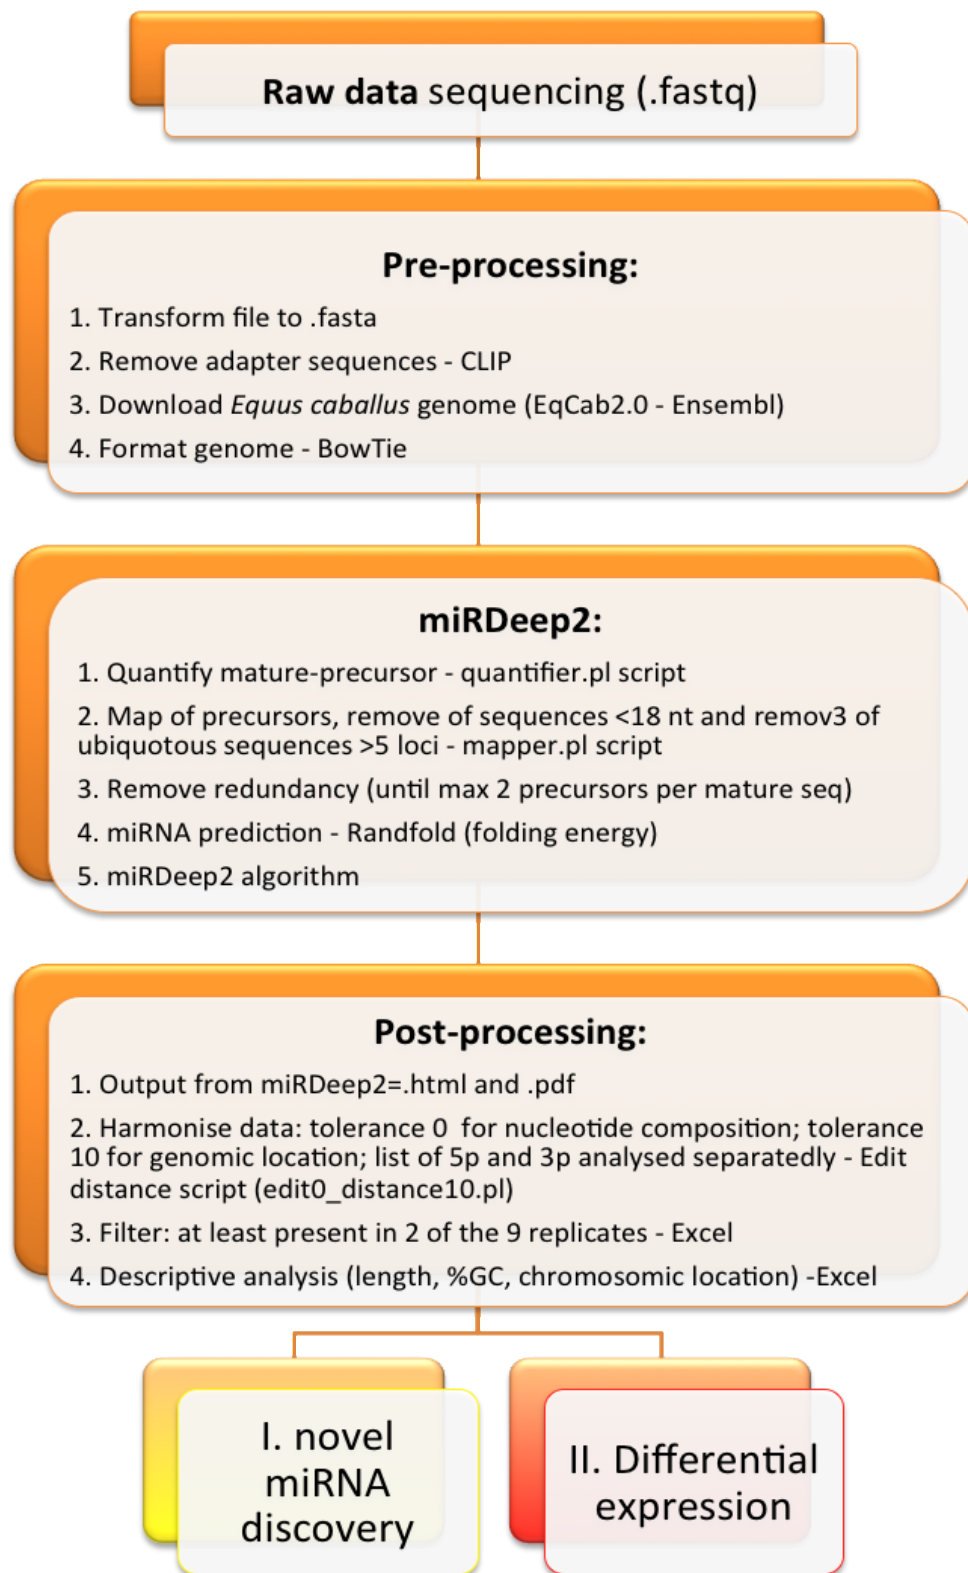 Raw data sequencing (.fastq)
Pre-processing:
1. Transform file to .fasta
2. Remove adapter sequences - CLIP
3. Download Equus caballus genome (EqCab2.0 - Ensembl)
4. Format genome - BowTie
miRDeep2:
1. Quantify mature-precursor - quantifier.pl script
2. Map of precursors, remove of sequences <18 nt and remov3 of
ubiquotous sequences >5 loci - mapper.pl script
3. Remove redundancy (until max 2 precursors per mature seq)
4. miRNA prediction - Randfold (folding energy)
5. miRDeep2 algorithm
Post-processing:
1. Output from miRDeep2=.html and .pdf
2. Harmonise data: tolerance 0 for nucleotide composition; tolerance
10 for genomic location; list of 5p and 3p analysed separatedly - Edit
distance script (edit0_distance10.pl)
3. Filter: at least present in 2 of the 9 replicates - Excel
4. Descriptive analysis (length, %GC, chromosomic location) -Excel
I. novel
miRNA
discovery
II. Differential
expression